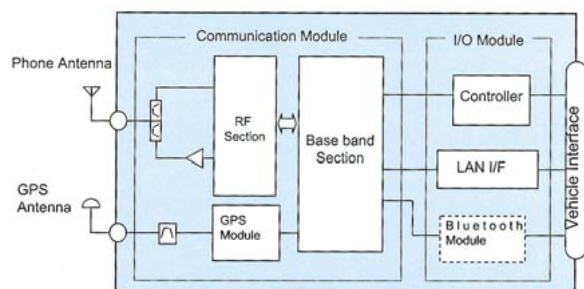 Communication Module
I/O Module
Phone Antenna
RF
Section
Base band
Section
Controller
LAN I/F
GPS
Antenna
GPS
Module
Bluetooth
Module
Vehicle Interface